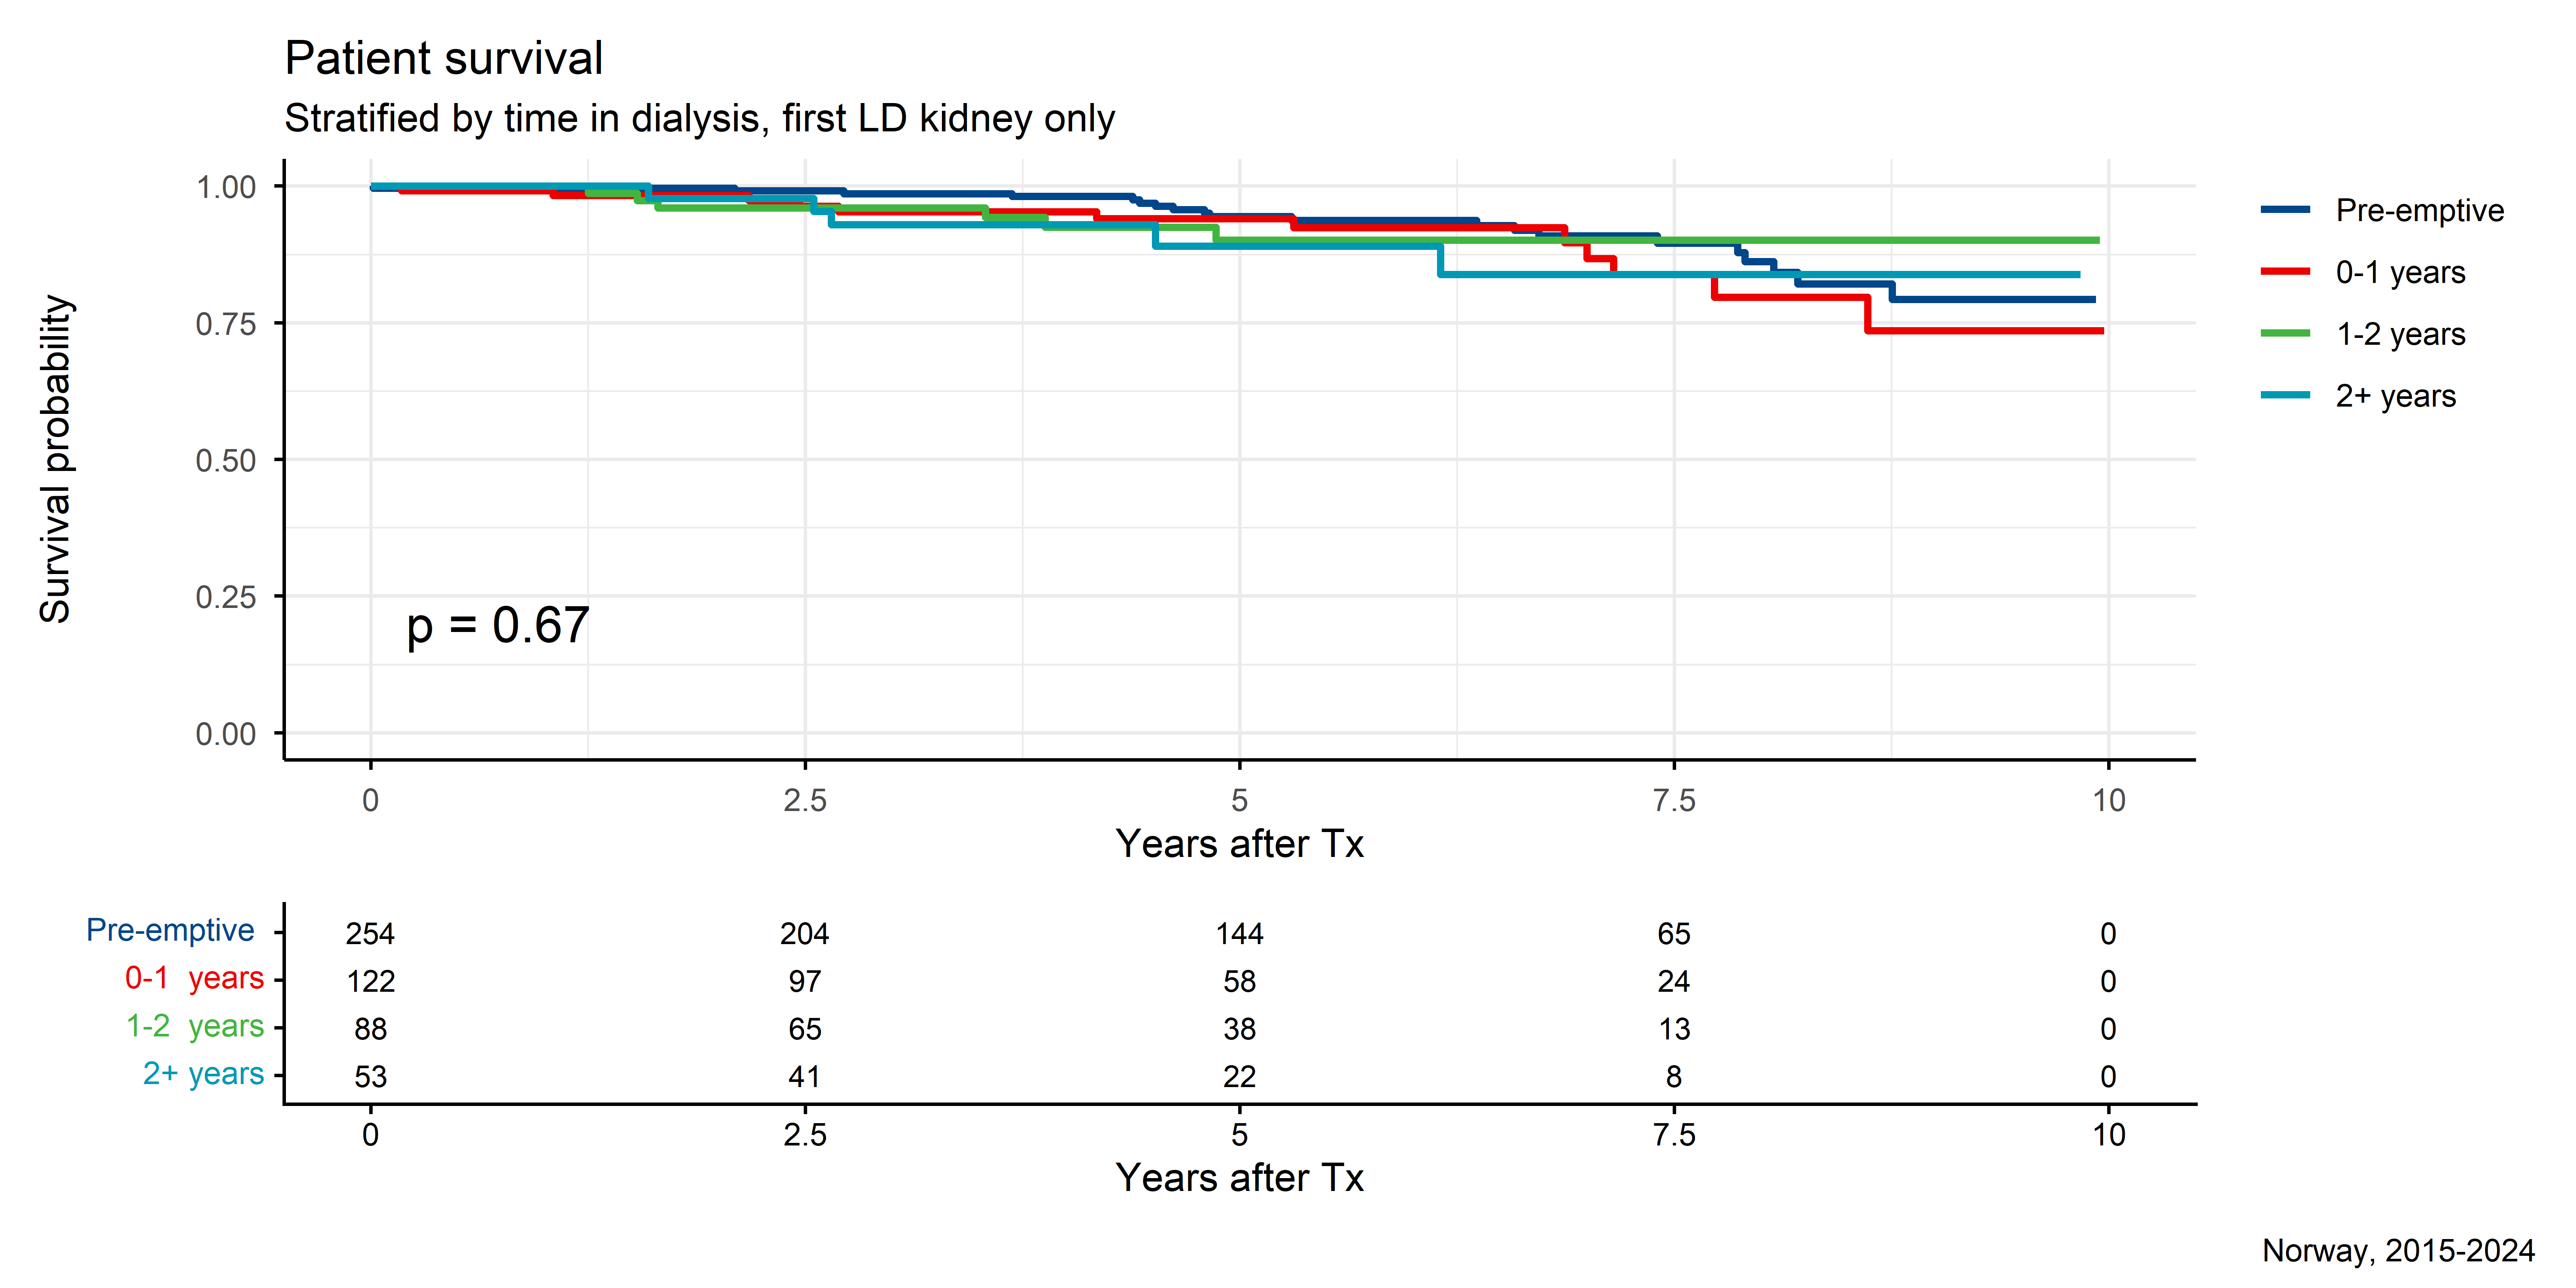 Patient survival
Stratified by time in dialysis, first LD kidney only
Survival probability
1.00
0.75
0.50
0.25
0.00
p = 0.67
0 2.5 5 7.5 10
Years after Tx
Pre-emptive
0-1 years
1-2 years
2+ years
Pre-emptive 254 204 144 65 0
0-1 years 122 97 58 24 0
1-2 years 88 65 38 13 0
2+ years 53 41 22 8 0
0 2.5 5 7.5 10
Years after Tx
Norway, 2015-2024